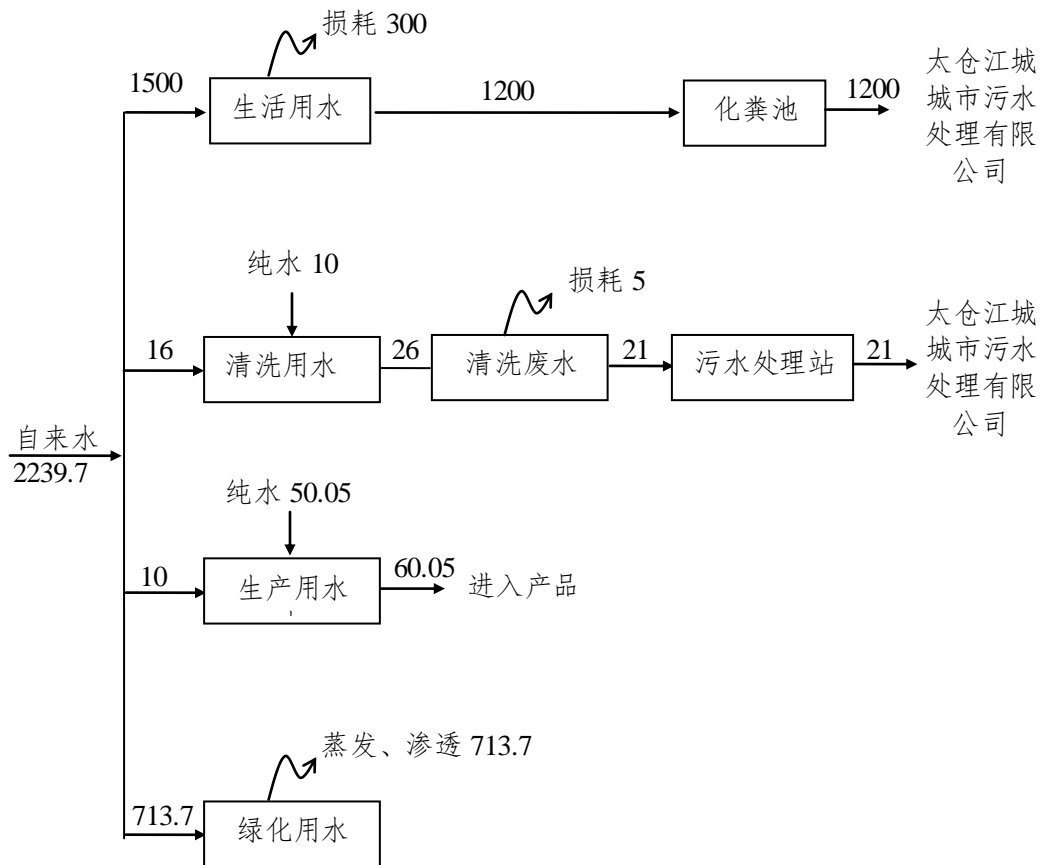 损耗 300
1500
生活用水
1200
化粪池
1200
太仓江城
城市污水
处理有限
公司
纯水 10
损耗 5
16
清洗用水
26
清洗废水
21
污水处理站
21
太仓江城
城市污水
处理有限
公司
自来水
2239.7
纯水 50.05
10
生产用水
60.05
进入产品
蒸发、渗透 713.7
713.7
绿化用水